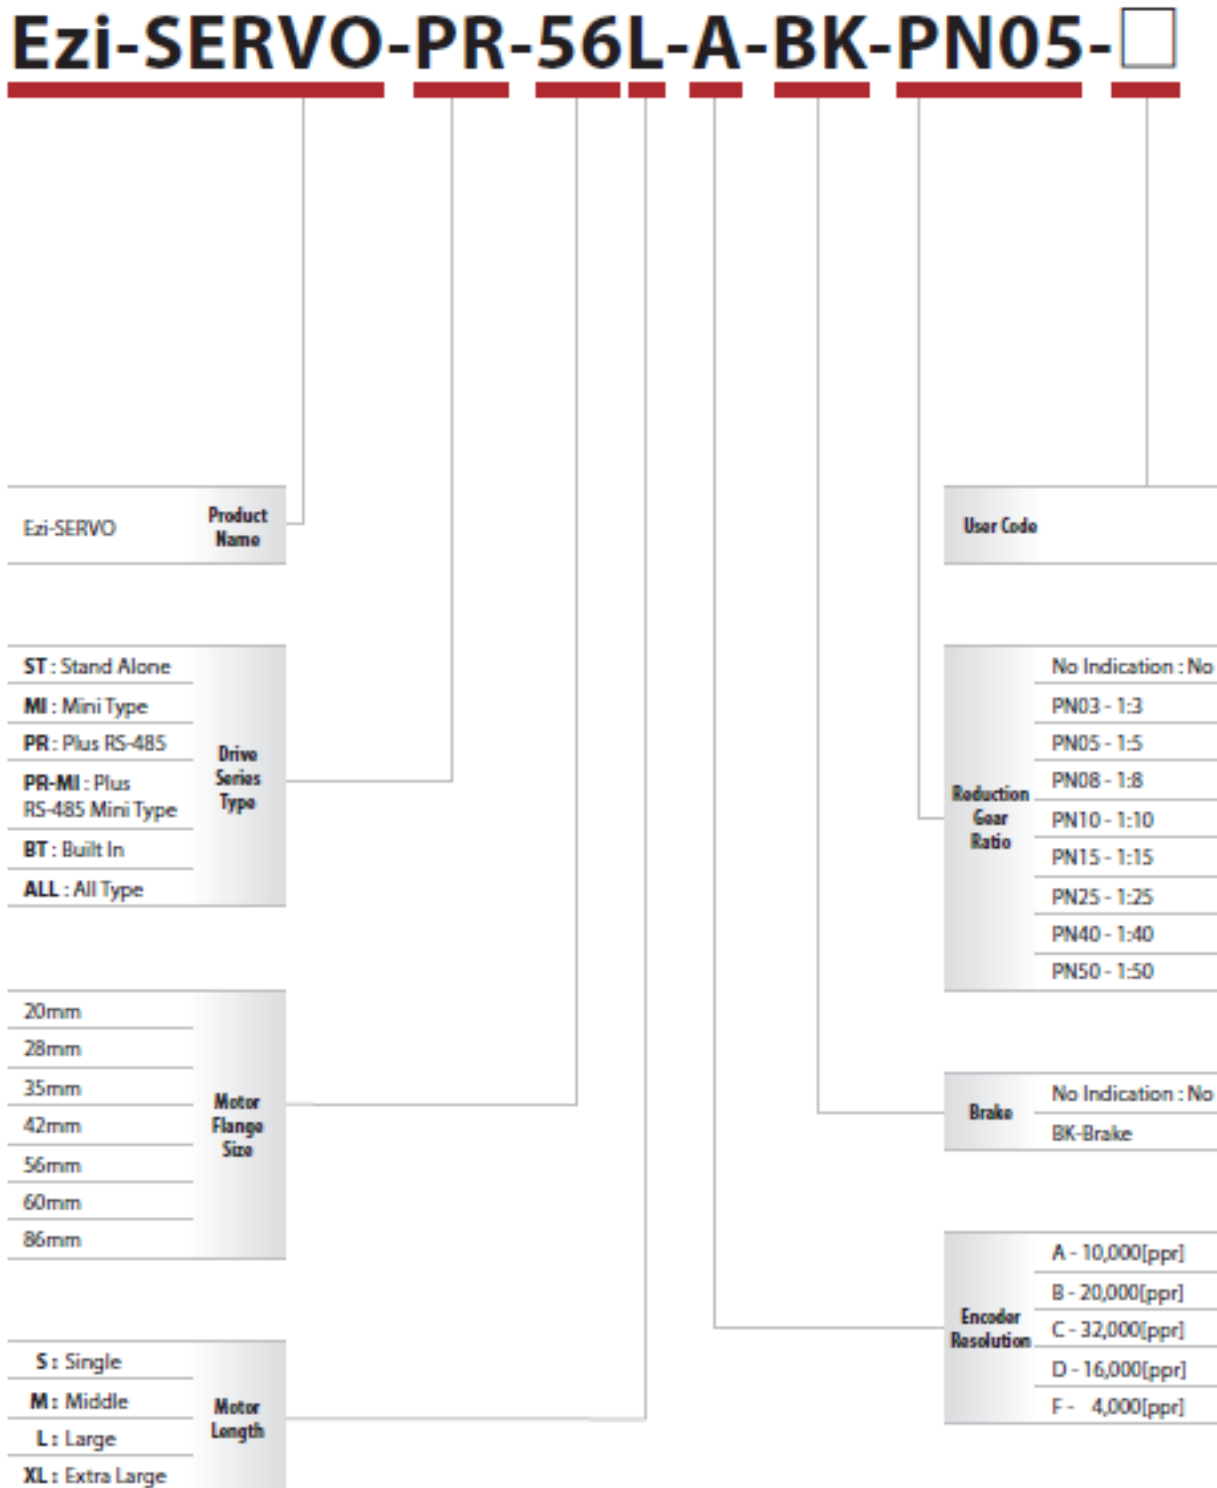 Ezi-SERVO-PR-56L-A-BK-PN05-□
Ezi-SERVO
Product
Name
ST : Stand Alone
MI : Mini Type
PR : Plus RS-485
PR-MI : Plus
RS-485 Mini Type
BT : Built In
ALL : All Type
Drive
Series
Type
20mm
28mm
35mm
42mm
56mm
60mm
86mm
Motor
Flange
Size
S : Single
M : Middle
L : Large
XL : Extra Large
Motor
Length
User Code
Reduction
Gear
Ratio
No Indication : No
PN03 - 1:3
PN05 - 1:5
PN08 - 1:8
PN10 - 1:10
PN15 - 1:15
PN25 - 1:25
PN40 - 1:40
PN50 - 1:50
Brake
No Indication : No
BK-Brake
Encoder
Resolution
A - 10,000[ppr]
B - 20,000[ppr]
C - 32,000[ppr]
D - 16,000[ppr]
F - 4,000[ppr]